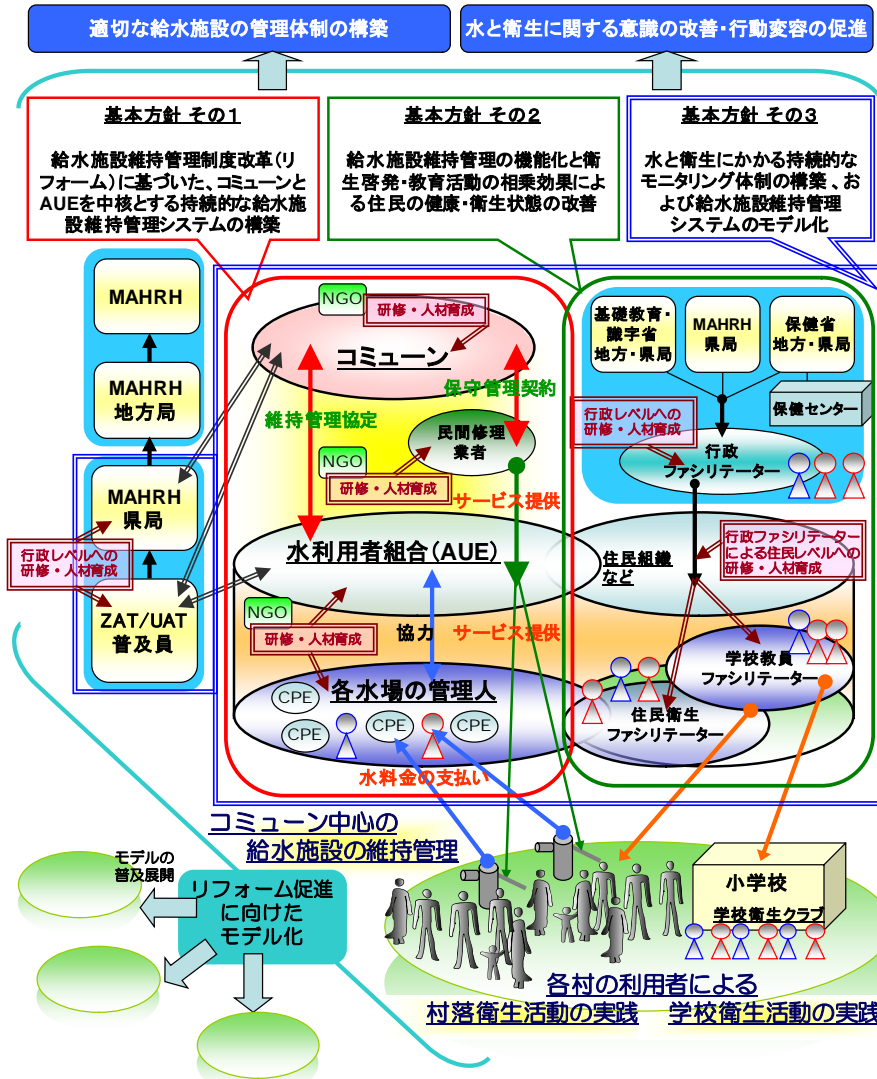 適切な給水施設の管理体制の構築
水と衛生に関する意識の改善・行動変容の促進
基本方針 その１
給水施設維持管理制度改革（リ
フォーム）に基づいた、コミューンと
AUEを中核とする持続的な給水施
設維持管理システムの構築
基本方針 その２
給水施設維持管理の機能化と衛
生啓発・教育活動の相乗効果によ
る住民の健康・衛生状態の改善
基本方針 その３
水と衛生にかかる持続的な
モニタリング体制の構築、お
よび給水施設維持管理
システムのモデル化
MAHRH
MAHRH
地方局
MAHRH
県局
行政レベルへの
研修・人材育成
ZAT/UAT
普及員
NGO
研修・人材育成
コミューン
維持管理協定
保守管理契約
民間修理
業者
NGO
研修・人材育成
サービス提供
水利用者組合（AUE）
NGO
研修・人材育成
協力
サービス提供
各水場の管理人
CPE
CPE
CPE
CPE
水料金の支払い
基礎教育・
識字省
地方・県局
MAHRH
県局
保健省
地方・県局
保健センター
行政レベルへの
研修・人材育成
行政
ファシリテーター
住民組織
など
行政ファシリテーター
による住民レベルへの
研修・人材育成
学校教員
ファシリテーター
住民衛生
ファシリテーター
コミューン中心の
給水施設の維持管理
モデルの
普及展開
リフォーム促進
に向けた
モデル化
小学校
学校衛生クラブ
各村の利用者による
村落衛生活動の実践
学校衛生活動の実践